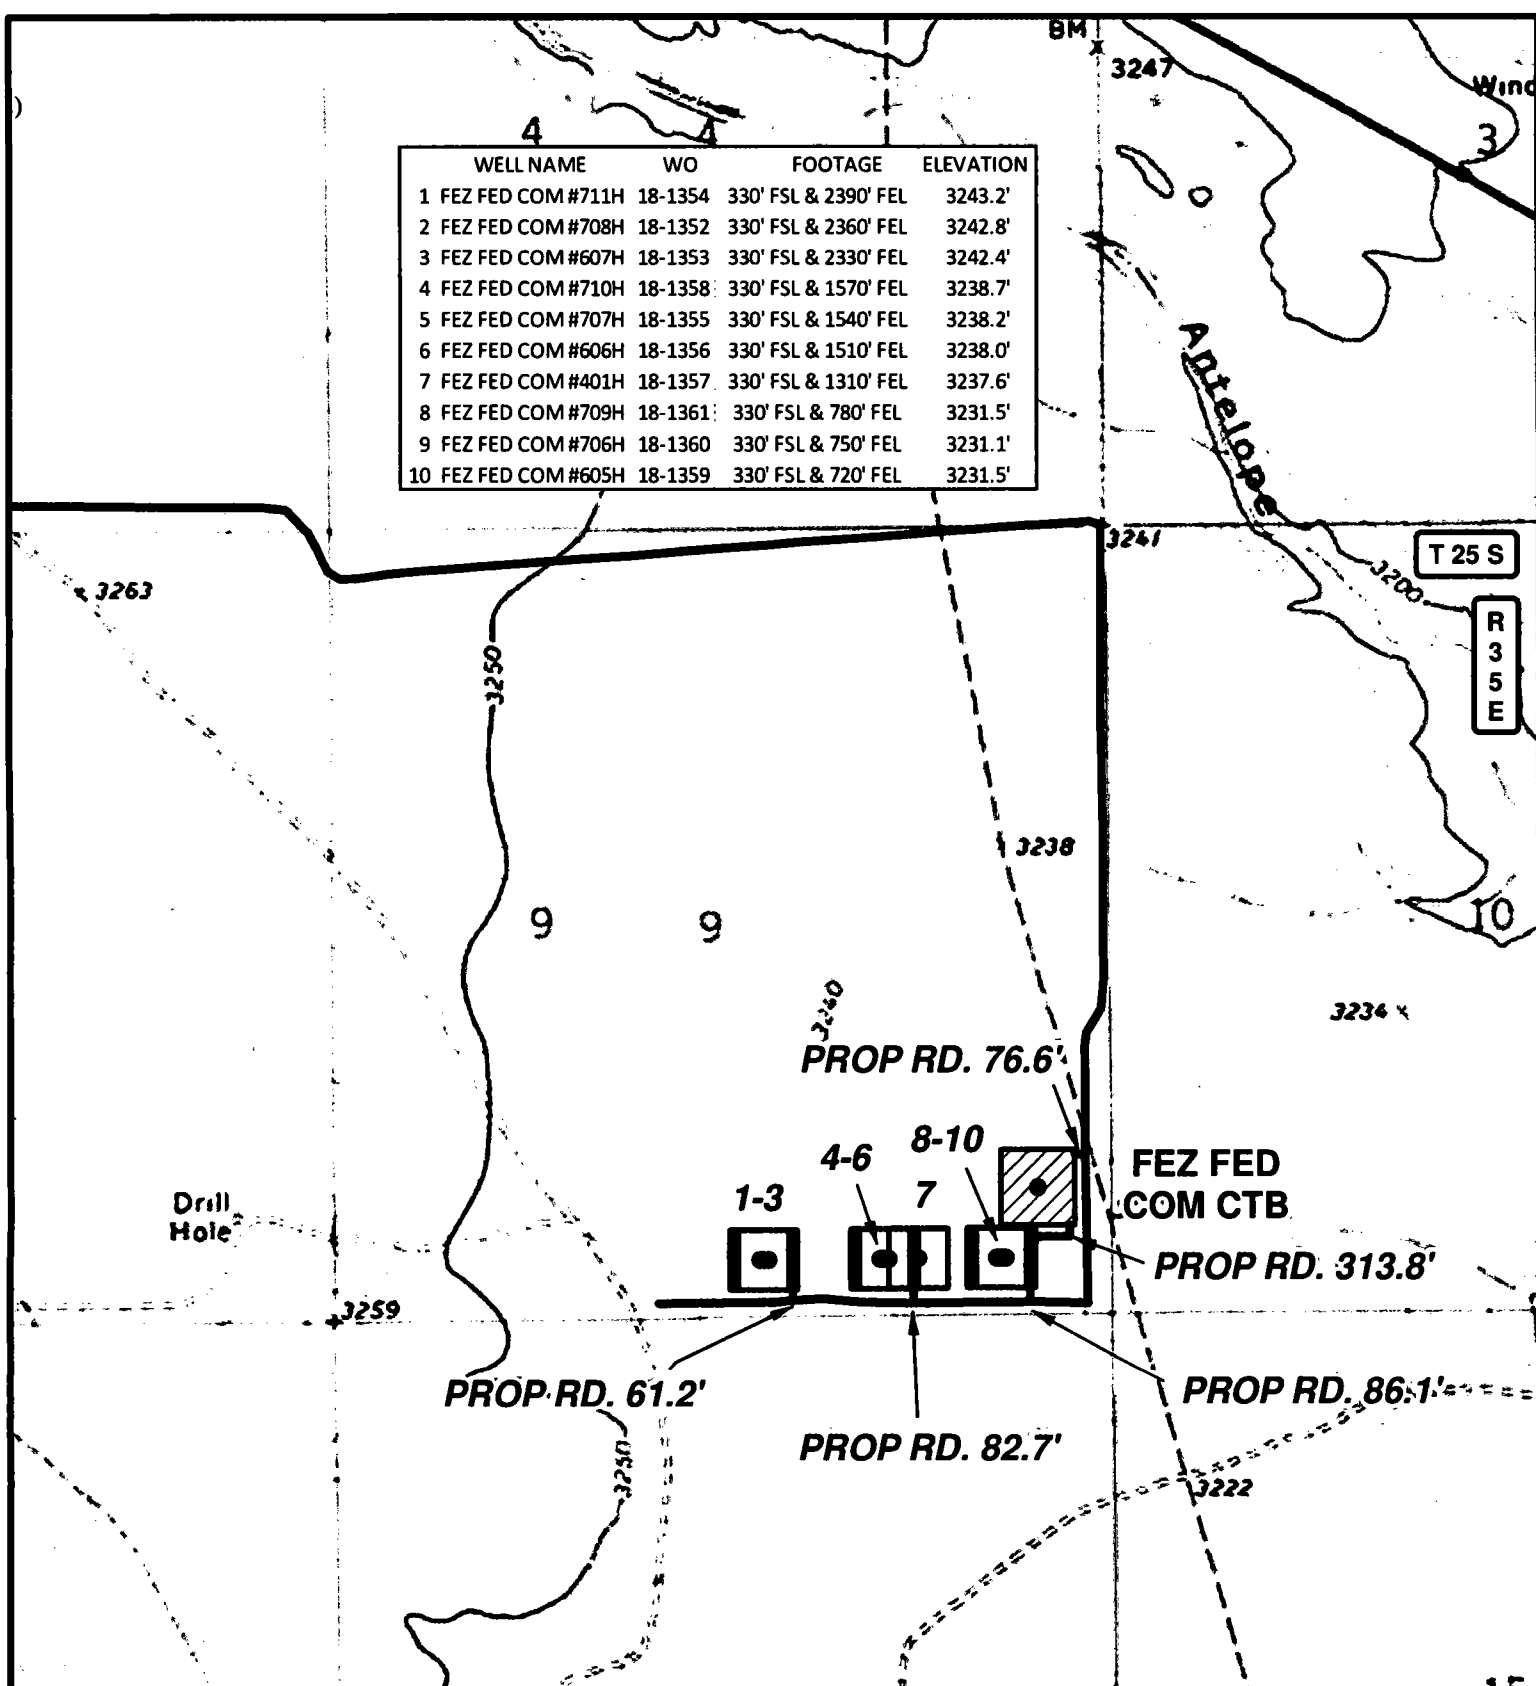 BM
3247
Wind
)
4 4
3
WELL NAME WO FOOTAGE ELEVATION
1 FEZ FED COM #711H 18-1354 330' FSL & 2390' FEL 3243.2'
2 FEZ FED COM #708H 18-1352 330' FSL & 2360' FEL 3242.8'
3 FEZ FED COM #607H 18-1353 330' FSL & 2330' FEL 3242.4'
4 FEZ FED COM #710H 18-1358 330' FSL & 1570' FEL 3238.7'
5 FEZ FED COM #707H 18-1355 330' FSL & 1540' FEL 3238.2'
6 FEZ FED COM #606H 18-1356 330' FSL & 1510' FEL 3238.0'
7 FEZ FED COM #401H 18-1357 330' FSL & 1310' FEL 3237.6'
8 FEZ FED COM #709H 18-1361 330' FSL & 780' FEL 3231.5'
9 FEZ FED COM #706H 18-1360 330' FSL & 750' FEL 3231.1'
10 FEZ FED COM #605H 18-1359 330' FSL & 720' FEL 3231.5'
Antelope
3241
T 25 S
3200
3263
R
3
5
E
3250
3238
9 9
10
3240
3234
PROP RD. 76.6'
8-10
4-6
FEZ FED
COM CTB
1-3
7
Drill
Hole
PROP RD. 313.8'
3259
PROP RD. 61.2'
PROP RD. 86.1'
PROP RD. 82.7'
3250
3222